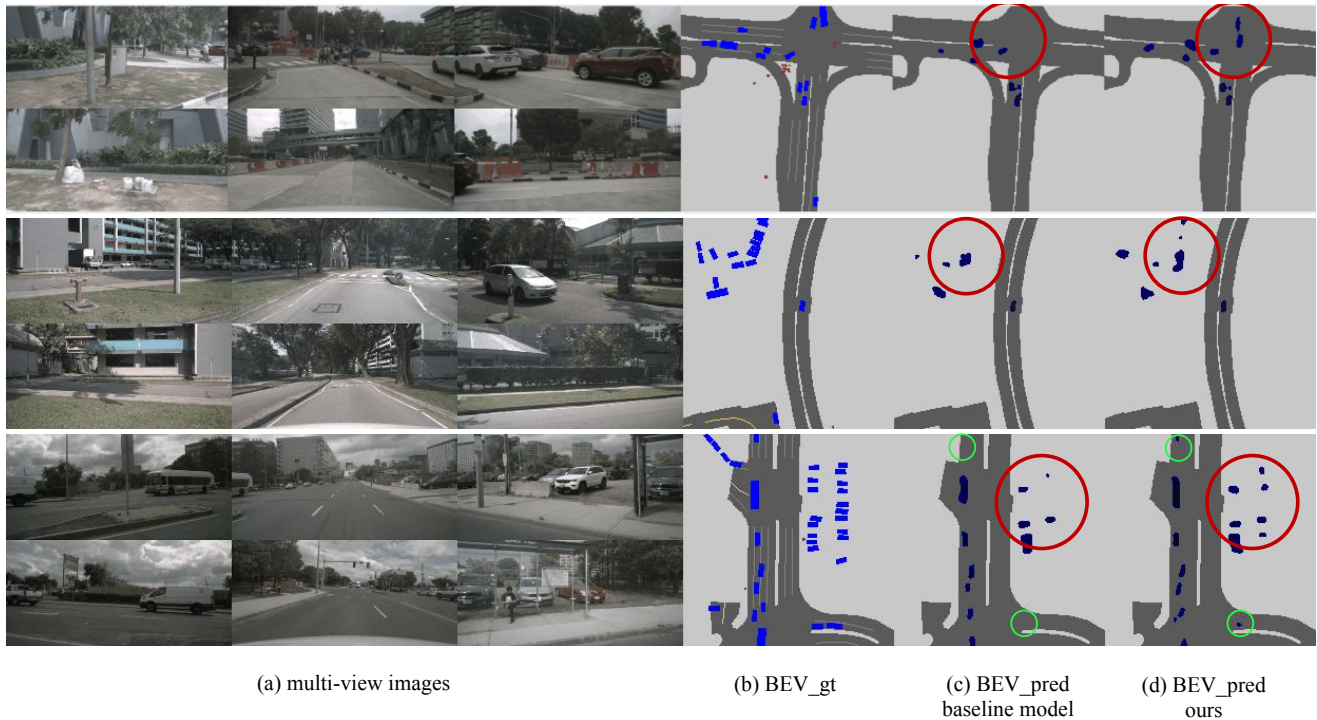 (a) multi-view images
(b) BEV_gt
(c) BEV_pred
baseline model
(d) BEV_pred
ours